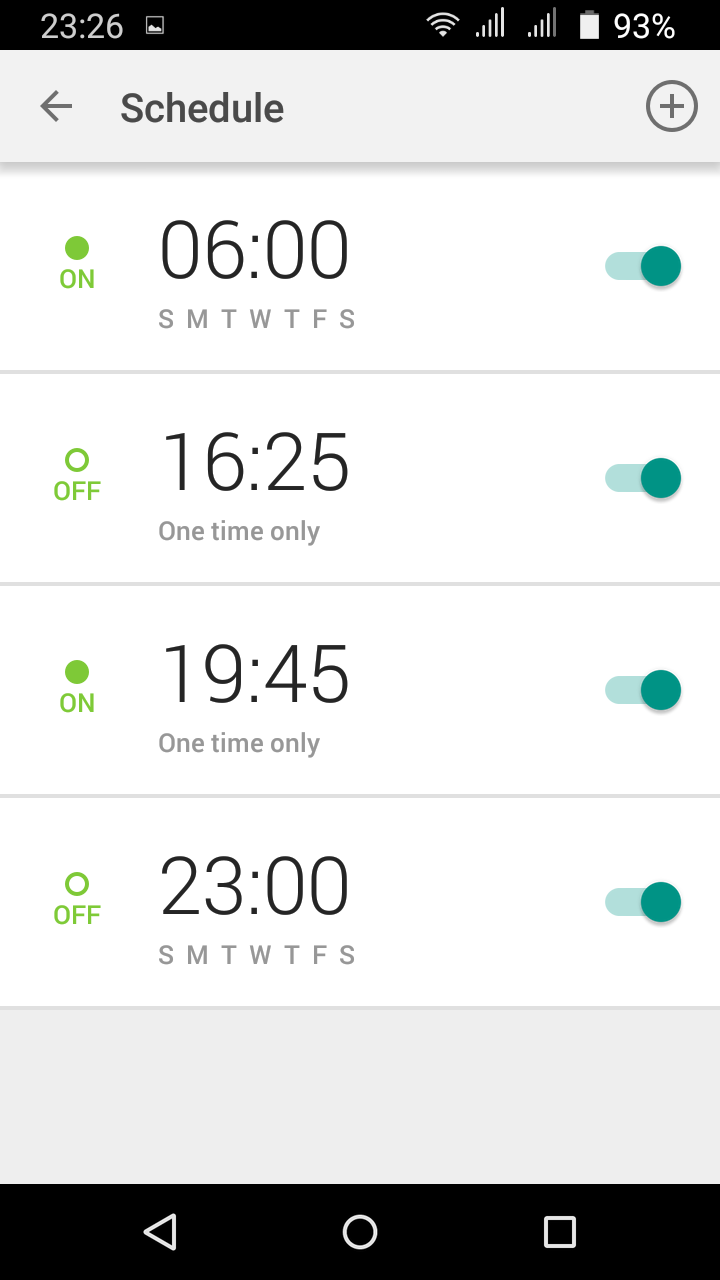 23:26 93%
Schedule
06:00
ON
S M T W T F S
16:25
OFF
One time only
19:45
ON
One time only
23:00
OFF
S M T W T F S